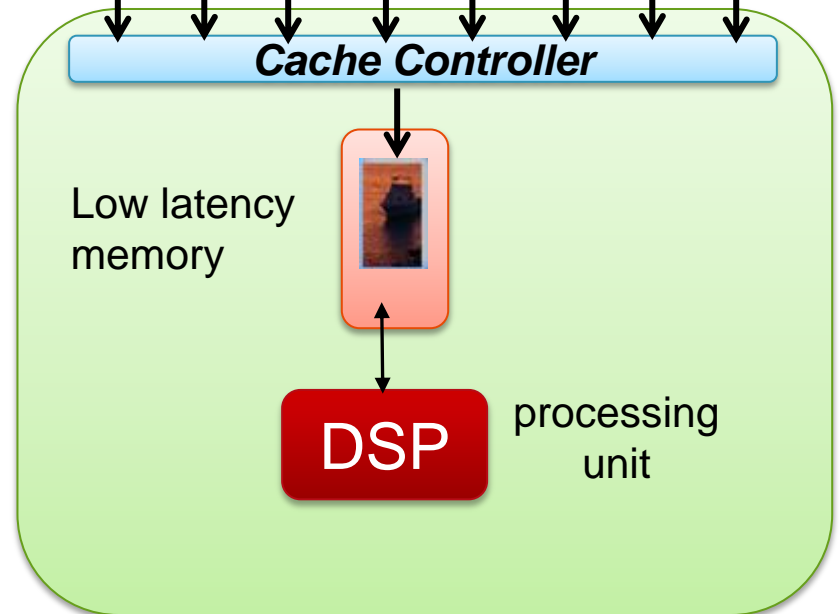 Cache Controller
Low latency
memory
DSP
processing
unit